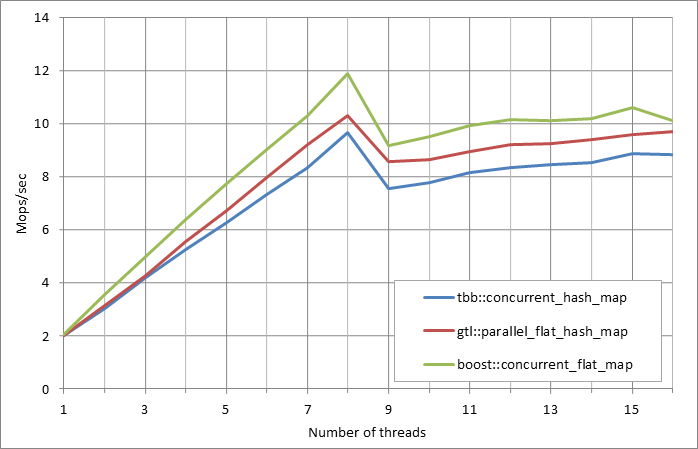 14
12
10
8
6
4
2
0
Mops/sec
tbb::concurrent_hash_map
gtl::parallel_flat_hash_map
boost::concurrent_flat_map
1 3 5 7 9 11 13 15
Number of threads